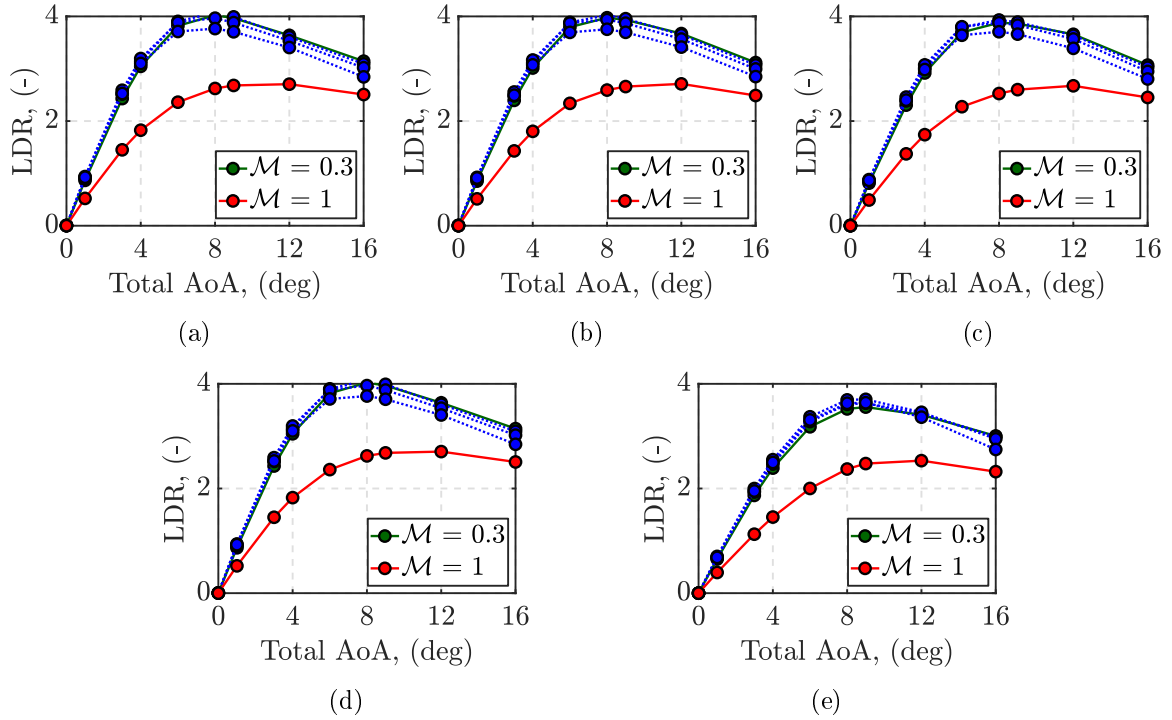 4
2
0
LDR, (-)
ℳ = 0.3
ℳ = 1
0 4 8 12 16
Total AoA, (deg)
(a)
4
2
0
LDR, (-)
ℳ = 0.3
ℳ = 1
0 4 8 12 16
Total AoA, (deg)
(b)
4
2
0
LDR, (-)
ℳ = 0.3
ℳ = 1
0 4 8 12 16
Total AoA, (deg)
(c)
4
2
0
LDR, (-)
ℳ = 0.3
ℳ = 1
0 4 8 12 16
Total AoA, (deg)
(d)
4
2
0
LDR, (-)
ℳ = 0.3
ℳ = 1
0 4 8 12 16
Total AoA, (deg)
(e)